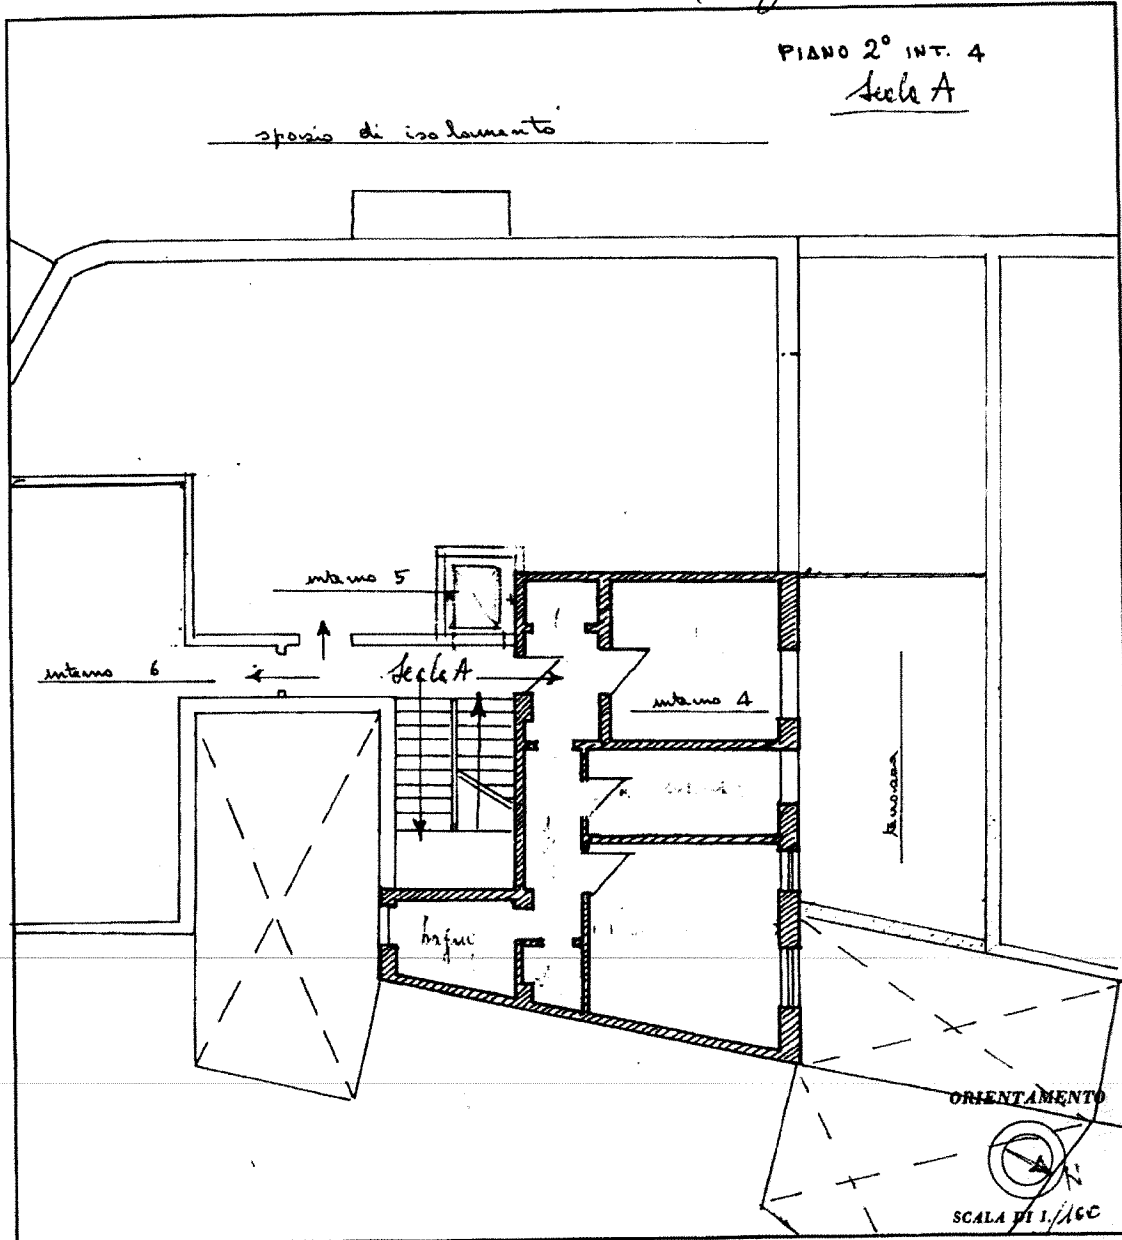 PIANO 2° INT. 4
Scala A
spazio di isolamento
interno 5
interno 6
Scala A
interno 4
terrazza
bagni
ORIENTAMENTO
N
SCALA DI 1:/100